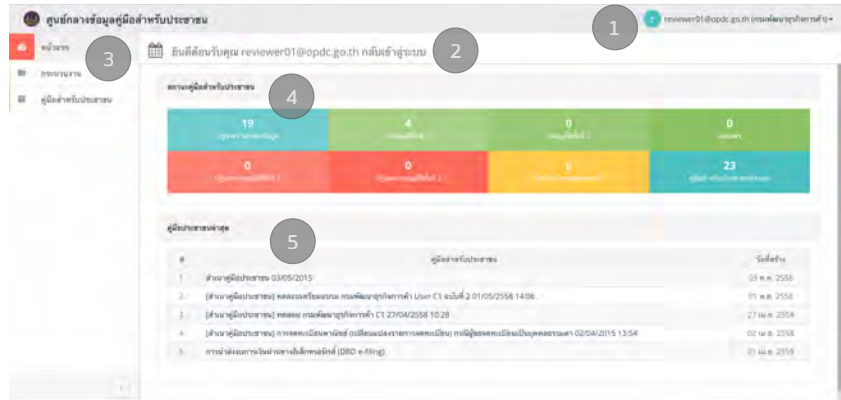 ศูนย์กลางข้อมูลคู่มือสำหรับประชาชน
1
reviewer01@opdc.go.th กรมพัฒนาธุรกิจการค้า
หน้าแรก
3
ยินดีต้อนรับคุณ reviewer01@opdc.go.th กลับเข้าสู่ระบบ
2
กระบวนงาน
คู่มือสำหรับประชาชน
สถานะคู่มือสำหรับประชาชน
4
19 4 0 0
0 0 0 23
คู่มือประชาชนล่าสุด
5
# คู่มือสำหรับประชาชน วันที่สร้าง
1. สำเนาคู่มือประชาชน 03/05/2015 03 พ.ค. 2558
2. [สำเนาคู่มือประชาชน] ทดสอบเตรียมอบรม กรมพัฒนาธุรกิจการค้า User C1 ฉบับที่ 2 01/05/2558 14:06 01 พ.ค. 2558
3. [สำเนาคู่มือประชาชน] ทดสอบ กรมพัฒนาธุรกิจการค้า C1 27/04/2558 10:28 27 เม.ย. 2558
4. [สำเนาคู่มือประชาชน] การจดทะเบียนพาณิชย์ (เปลี่ยนแปลงรายการจดทะเบียน) กรณีผู้ขอจดทะเบียนเป็นบุคคลธรรมดา 02/04/2015 13:54 02 เม.ย. 2558
5. การนำส่งงบการเงินผ่านทางอิเล็กทรอนิกส์ (DBD e-filing) 01 เม.ย. 2558